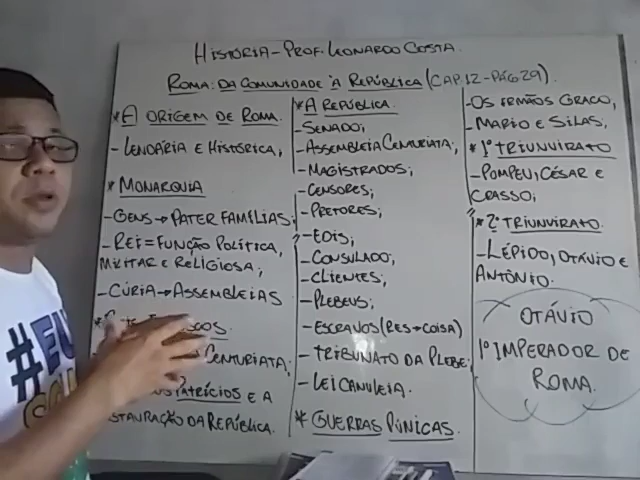 HISTÓRIA - PROF. LEONARDO COSTA.
ROMA: DA COMUNIDADE À REPÚBLICA (CAP. 12 - PÁG 29).
* A ORIGEM DE ROMA.
- LENDÁRIA E HISTÓRICA;
* MONARQUIA
- GENS → PATER FAMÍLIAS;
- REI = FUNÇÃO POLÍTICA,
MILITAR E RELIGIOSA;
- CÚRIA → ASSEMBLEIAS
CENTURIATA;
PATRÍCIOS E A
STAURAÇÃO DA REPÚBLICA.
* A REPÚBLICA.
- SENADO;
- ASSEMBLEIA CENTURIATA;
- MAGISTRADOS;
- CENSORES;
- PRETORES;
- EDIS;
- CONSULADO;
- CLIENTES;
- PLEBEUS;
- ESCRAVOS (RES → COISA)
- TRIBUNATO DA PLEBE;
- LEI CANULEIA.
* GUERRAS PÚNICAS.
- OS IRMÃOS GRACO;
- MARIO E SILAS;
* 1º TRIUNVIRATO
- POMPEU, CÉSAR E
CRASSO;
* 2º TRIUNVIRATO.
- LÉPIDO, OTÁVIO E
ANTÔNIO.
OTÁVIO
1º IMPERADOR DE
ROMA.
#EU